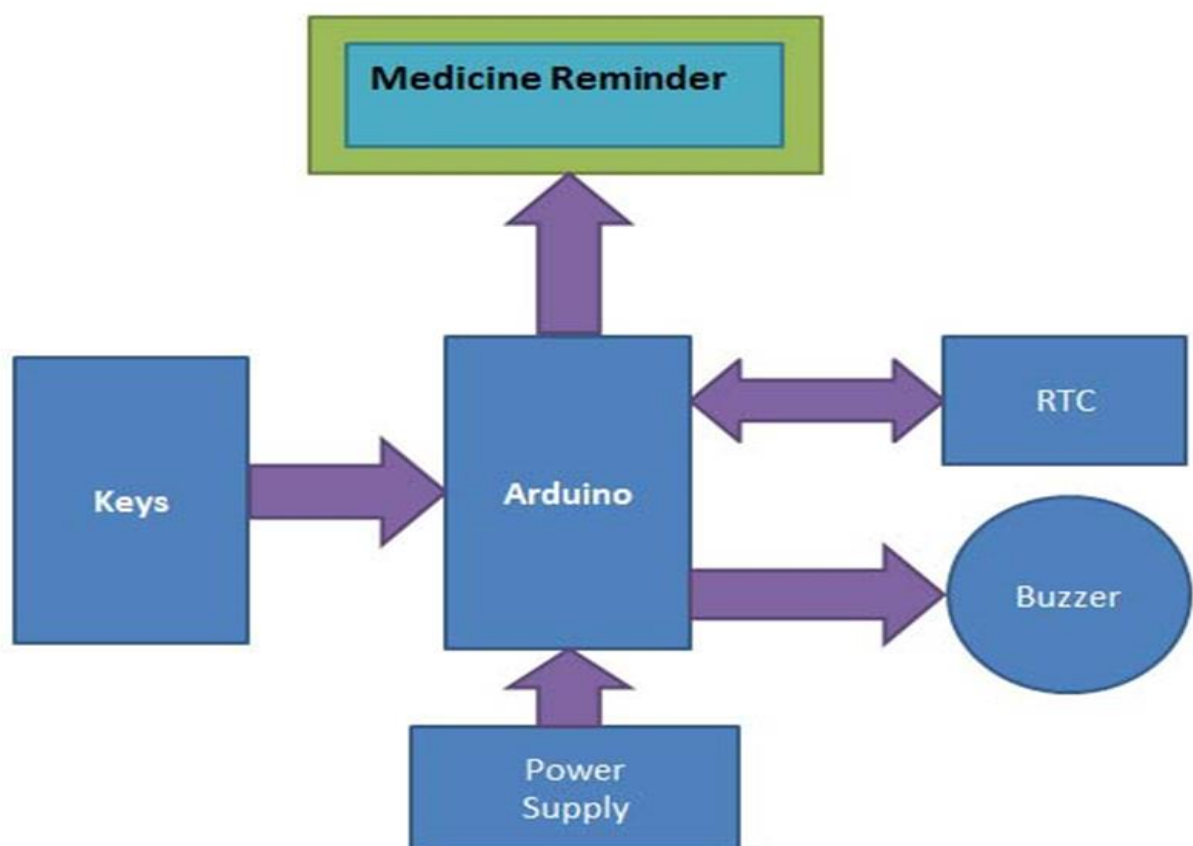 Medicine Reminder
Keys
Arduino
RTC
Buzzer
Power
Supply